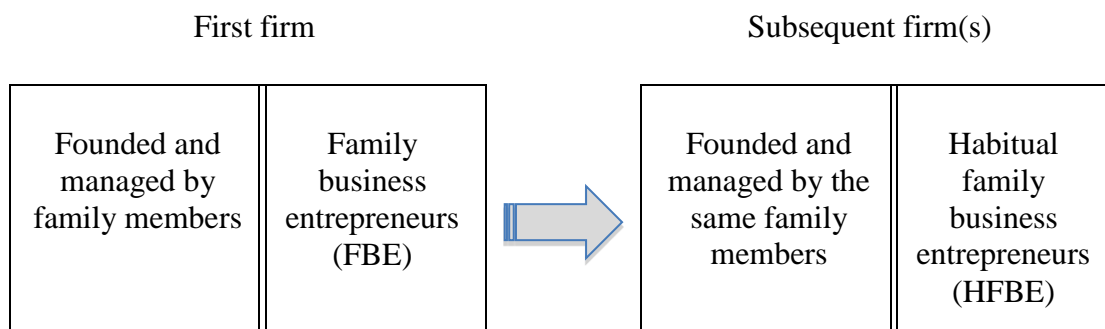 First firm
Subsequent firm(s)
Founded and
managed by
family members
Family
business
entrepreneurs
(FBE)
Founded and
managed by the
same family
members
Habitual
family
business
entrepreneurs
(HFBE)